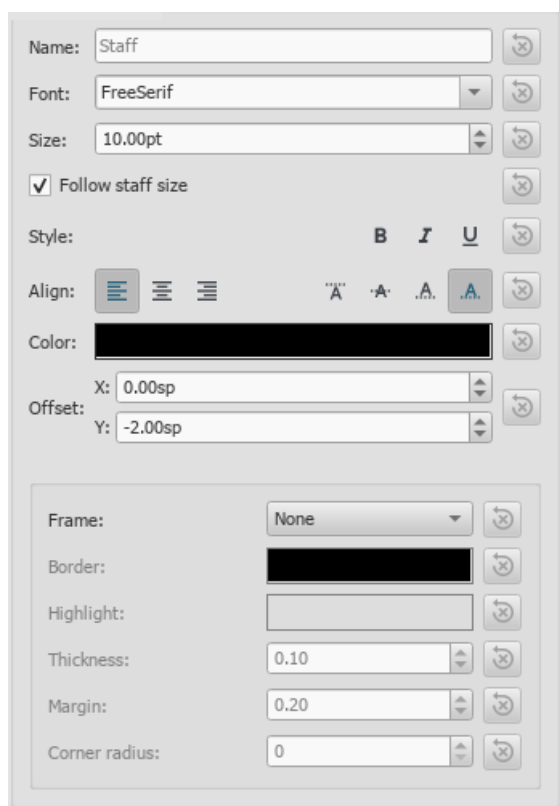 Name: Staff
Font: FreeSerif
Size: 10.00pt
Follow staff size
Style: B I U
Align: A A A A
Color:
Offset: X: 0.00sp
Y: -2.00sp
Frame: None
Border:
Highlight:
Thickness: 0.10
Margin: 0.20
Corner radius: 0